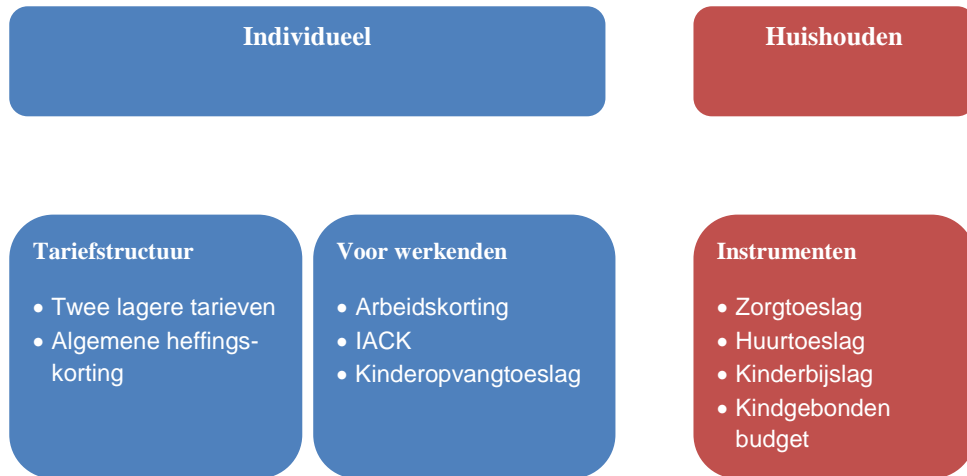 Individueel
Huishouden
Tariefstructuur
• Twee lagere tarieven
• Algemene heffings-
korting
Voor werkenden
• Arbeidskorting
• IACK
• Kinderopvangtoeslag
Instrumenten
• Zorgtoeslag
• Huurtoeslag
• Kinderbijslag
• Kindgebonden
budget